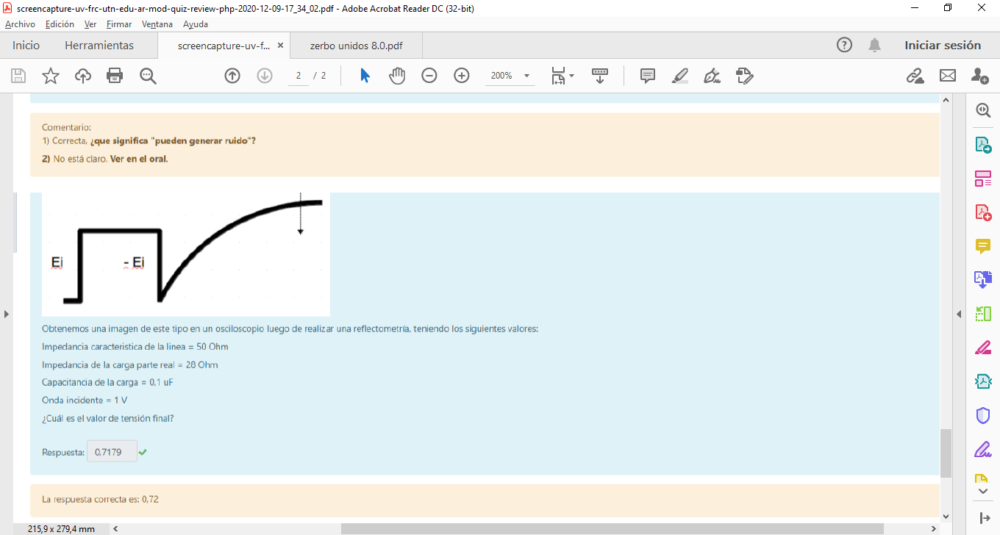 screencapture-uv-frc-utn-edu-ar-mod-quiz-review-php-2020-12-09-17_34_02.pdf - Adobe Acrobat Reader DC (32-bit)
Archivo Edición Ver Firmar Ventana Ayuda
Inicio Herramientas screencapture-uv-f... × zerbo unidos 8.0.pdf Iniciar sesión
2 / 2 200%
Comentario:
1) Correcta, ¿que significa "pueden generar ruido"?
2) No está claro. Ver en el oral.
Ei - Ei
Obtenemos una imagen de este tipo en un osciloscopio luego de realizar una reflectometría, teniendo los siguientes valores:
Impedancia caracteristica de la linea = 50 Ohm
Impedancia de la carga parte real = 28 Ohm
Capacitancia de la carga = 0,1 uF
Onda incidente = 1 V
¿Cuál es el valor de tensión final?
Respuesta: 0,7179
La respuesta correcta es: 0,72
215,9 x 279,4 mm